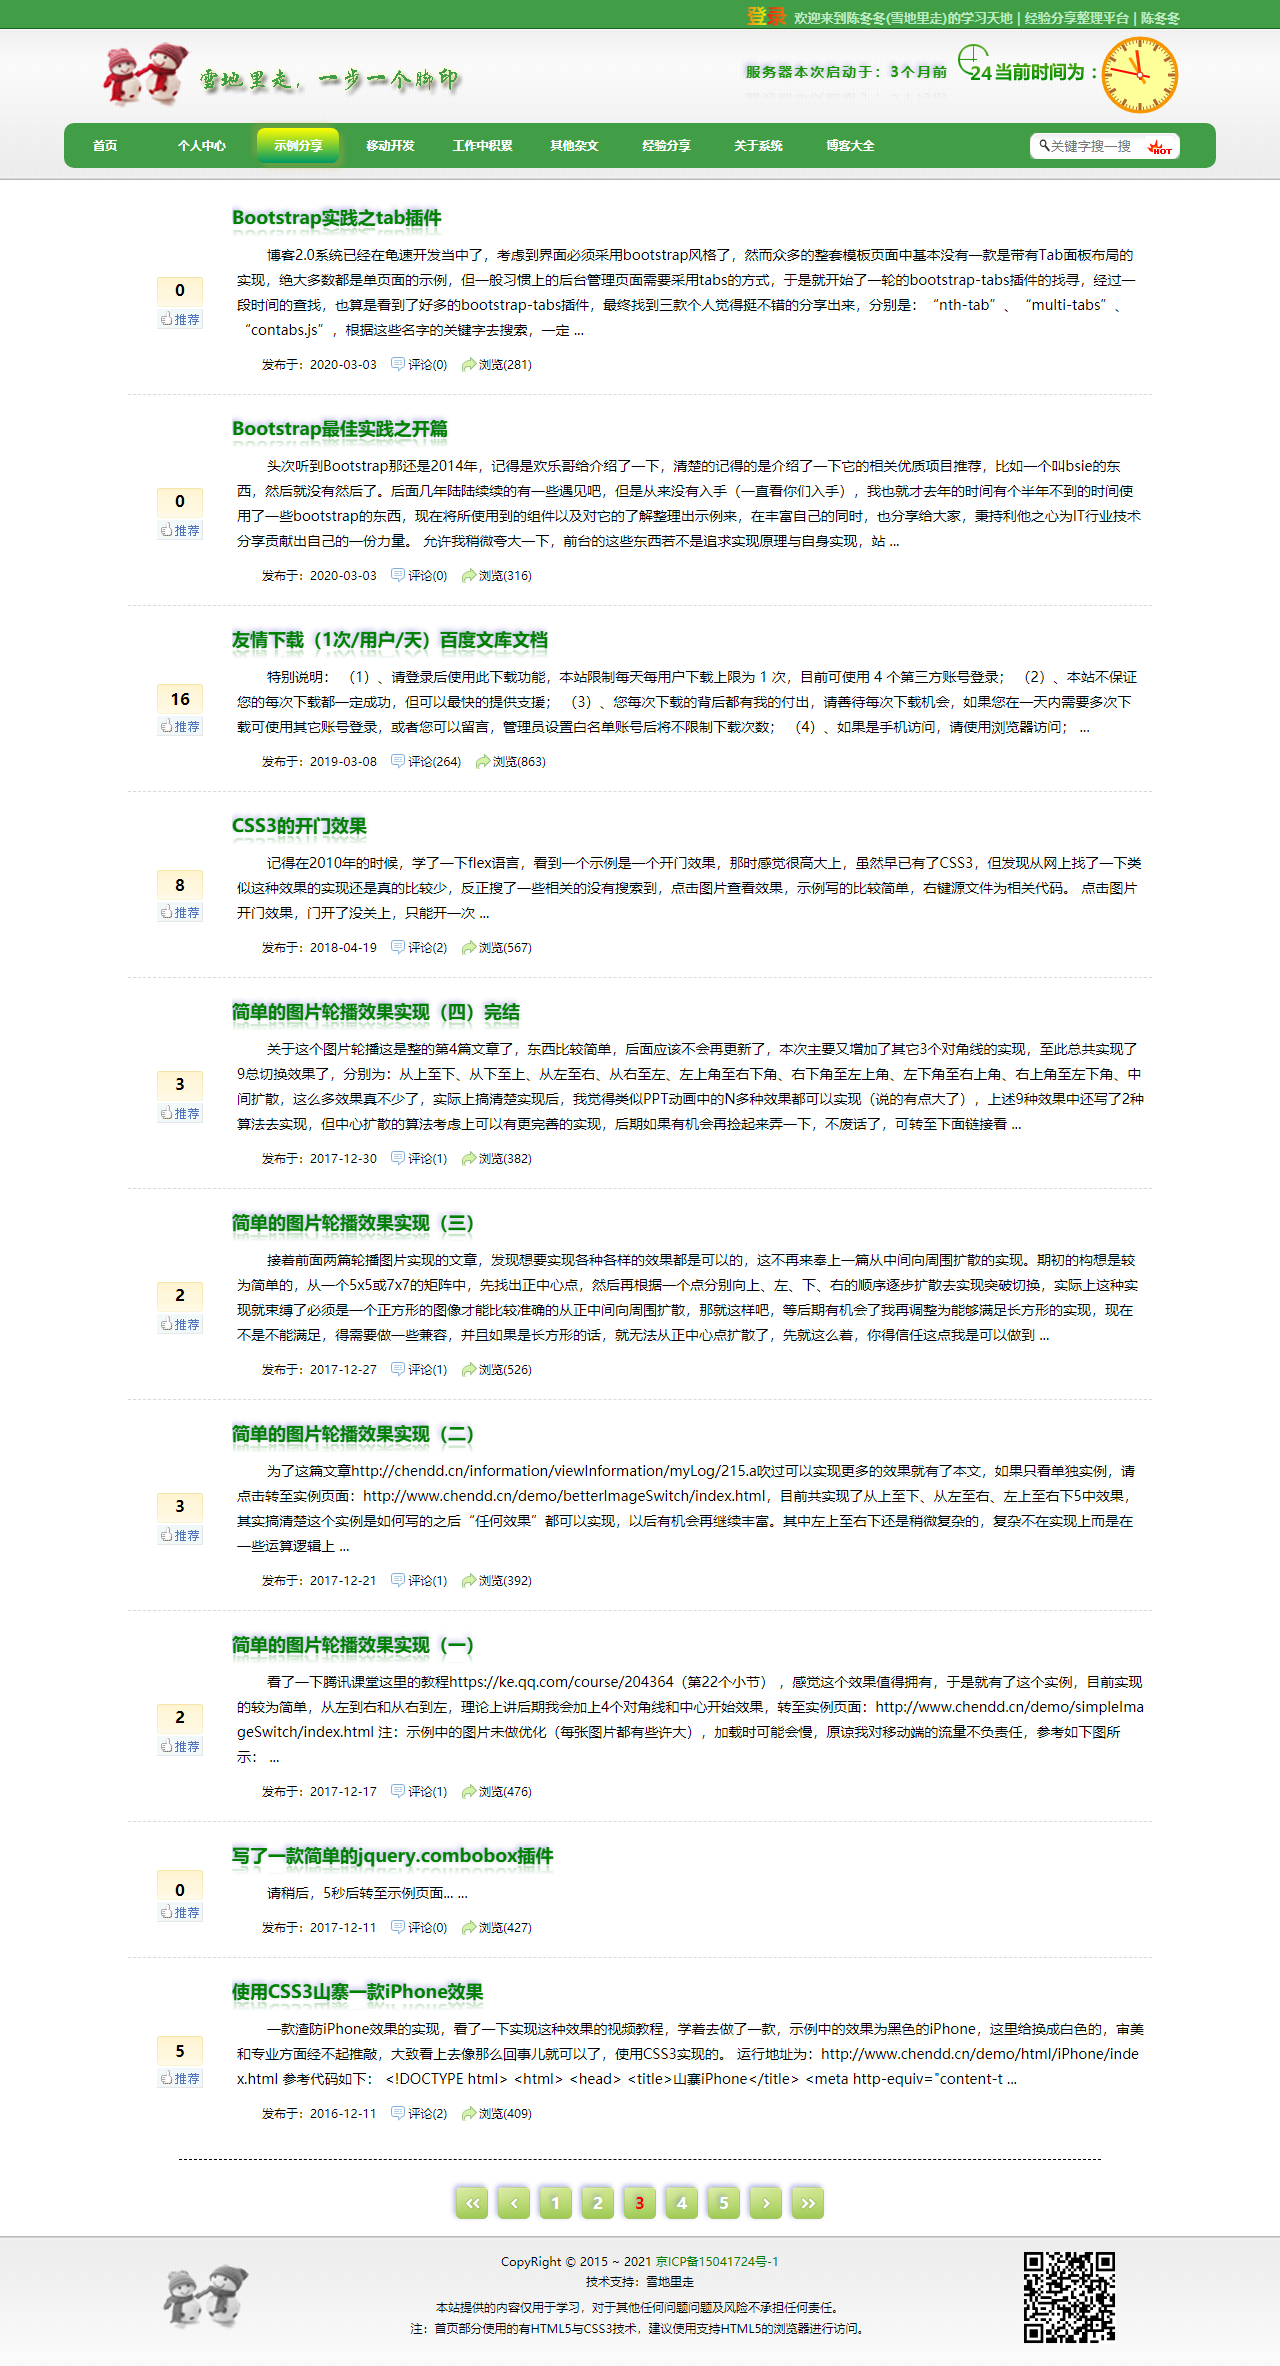 登录 欢迎来到陈冬冬(雪地里走)的学习天地 | 经验分享整理平台 | 陈冬冬
雪地里走，一步一个脚印
服务器本次启动于：3个月前
24 当前时间为：
首页 个人中心 示例分享 移动开发 工作中积累 其他杂文 经验分享 关于系统 博客大全 关键字搜一搜 HOT
Bootstrap实践之tab插件
博客2.0系统已经在龟速开发当中了，考虑到界面必须采用bootstrap风格了，然而众多的整套模板页面中基本没有一款是带有Tab面板布局的
实现，绝大多数都是单页面的示例，但一般习惯上的后台管理页面需要采用tabs的方式，于是就开始了一轮的bootstrap-tabs插件的找寻，经过一
段时间的查找，也算是看到了好多的bootstrap-tabs插件，最终找到三款个人觉得挺不错的分享出来，分别是：“nth-tab”、“multi-tabs”、
“contabs.js”，根据这些名字的关键字去搜索，一定 ...
0
推荐
发布于：2020-03-03 评论(0) 浏览(281)
Bootstrap最佳实践之开篇
头次听到Bootstrap那还是2014年，记得是欢乐哥给介绍了一下，清楚的记得的是介绍了一下它的相关优质项目推荐，比如一个叫bsie的东
西，然后就没有然后了。后面几年陆陆续续的有一些遇见吧，但是从来没有入手（一直看你们入手），我也就才去年的时间有个半年不到的时间使
用了一些bootstrap的东西，现在将所使用到的组件以及对它的了解整理出示例来，在丰富自己的同时，也分享给大家，秉持利他之心为IT行业技术
分享贡献出自己的一份力量。 允许我稍微夸大一下，前台的这些东西若不是追求实现原理与自身实现，站 ...
0
推荐
发布于：2020-03-03 评论(0) 浏览(316)
友情下载（1次/用户/天）百度文库文档
特别说明： （1）、请登录后使用此下载功能，本站限制每天每用户下载上限为 1 次，目前可使用 4 个第三方账号登录； （2）、本站不保证
您的每次下载都一定成功，但可以最快的提供支援； （3）、您每次下载的背后都有我的付出，请善待每次下载机会，如果您在一天内需要多次下
载可使用其它账号登录，或者您可以留言，管理员设置白名单账号后将不限制下载次数； （4）、如果是手机访问，请使用浏览器访问； ...
16
推荐
发布于：2019-03-08 评论(264) 浏览(863)
CSS3的开门效果
记得在2010年的时候，学了一下flex语言，看到一个示例是一个开门效果，那时感觉很高大上，虽然早已有了CSS3，但发现从网上找了一下类
似这种效果的实现还是真的比较少，反正搜了一些相关的没有搜索到，点击图片查看效果，示例写的比较简单，右键源文件为相关代码。 点击图片
开门效果，门开了没关上，只能开一次 ...
8
推荐
发布于：2018-04-19 评论(2) 浏览(567)
简单的图片轮播效果实现（四）完结
关于这个图片轮播这是整的第4篇文章了，东西比较简单，后面应该不会再更新了，本次主要又增加了其它3个对角线的实现，至此总共实现了
9总切换效果了，分别为：从上至下、从下至上、从左至右、从右至左、左上角至右下角、右下角至左上角、左下角至右上角、右上角至左下角、中
间扩散，这么多效果真不少了，实际上搞清楚实现后，我觉得类似PPT动画中的N多种效果都可以实现（说的有点大了），上述9种效果中还写了2种
算法去实现，但中心扩散的算法考虑上可以有更完善的实现，后期如果有机会再捡起来弄一下，不废话了，可转至下面链接看 ...
3
推荐
发布于：2017-12-30 评论(1) 浏览(382)
简单的图片轮播效果实现（三）
接着前面两篇轮播图片实现的文章，发现想要实现各种各样的效果都是可以的，这不再来奉上一篇从中间向周围扩散的实现。期初的构想是较
为简单的，从一个5x5或7x7的矩阵中，先找出正中心点，然后再根据一个点分别向上、左、下、右的顺序逐步扩散去实现突破切换，实际上这种实
现就束缚了必须是一个正方形的图像才能比较准确的从正中间向周围扩散，那就这样吧，等后期有机会了我再调整为能够满足长方形的实现，现在
不是不能满足，得需要做一些兼容，并且如果是长方形的话，就无法从正中心点扩散了，先就这么着，你得信任这点我是可以做到 ...
2
推荐
发布于：2017-12-27 评论(1) 浏览(526)
简单的图片轮播效果实现（二）
为了这篇文章http://chendd.cn/information/viewInformation/myLog/215.a吹过可以实现更多的效果就有了本文，如果只看单独实例，请
点击转至实例页面：http://www.chendd.cn/demo/betterImageSwitch/index.html，目前共实现了从上至下、从左至右、左上至右下5中效果，
其实搞清楚这个实例是如何写的之后“任何效果”都可以实现，以后有机会再继续丰富。其中左上至右下还是稍微复杂的，复杂不在实现上而是在
一些运算逻辑上 ...
3
推荐
发布于：2017-12-21 评论(1) 浏览(392)
简单的图片轮播效果实现（一）
看了一下腾讯课堂这里的教程https://ke.qq.com/course/204364（第22个小节），感觉这个效果值得拥有，于是就有了这个实例，目前实现
的较为简单，从左到右和从右到左，理论上讲后期我会加上4个对角线和中心开始效果，转至实例页面：http://www.chendd.cn/demo/simpleIma
geSwitch/index.html 注：示例中的图片未做优化（每张图片都有些许大），加载时可能会慢，原谅我对移动端的流量不负责任，参考如下图所
示： ...
2
推荐
发布于：2017-12-17 评论(1) 浏览(476)
写了一款简单的jquery.combobox插件
请稍后，5秒后转至示例页面... ...
0
推荐
发布于：2017-12-11 评论(0) 浏览(427)
使用CSS3山寨一款iPhone效果
一款渣防iPhone效果的实现，看了一下实现这种效果的视频教程，学着去做了一款，示例中的效果为黑色的iPhone，这里给换成白色的，审美
和专业方面经不起推敲，大致看上去像那么回事儿就可以了，使用CSS3实现的。 运行地址为：http://www.chendd.cn/demo/html/iPhone/inde
x.html 参考代码如下： <!DOCTYPE html> <html> <head> <title>山寨iPhone</title> <meta http-equiv="content-t ...
5
推荐
发布于：2016-12-11 评论(2) 浏览(409)
<< < 1 2 3 4 5 > >>
CopyRight © 2015 ~ 2021 京ICP备15041724号-1
技术支持：雪地里走
本站提供的内容仅用于学习，对于其他任何问题问题及风险不承担任何责任。
注：首页部分使用的有HTML5与CSS3技术，建议使用支持HTML5的浏览器进行访问。